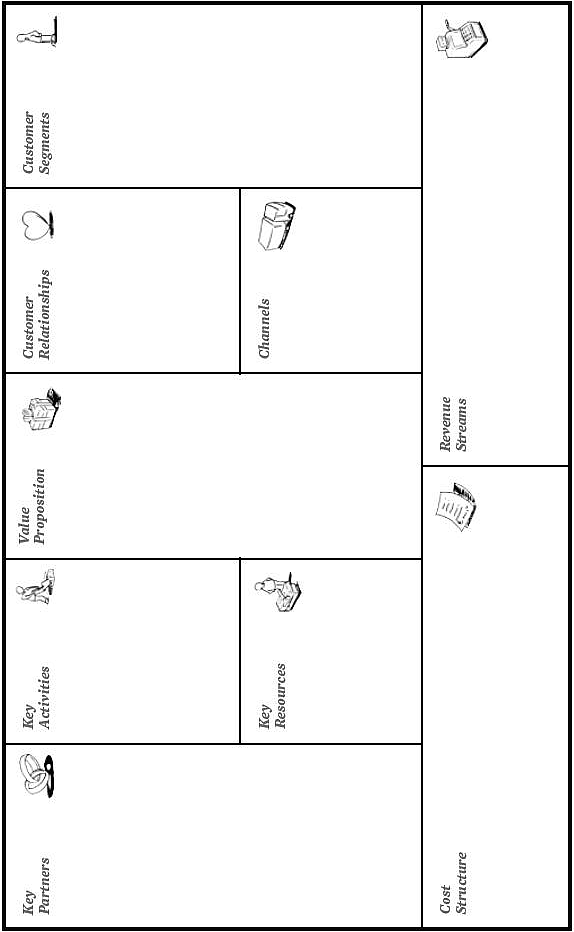 Key
Partners
Key
Activities
Key
Resources
Value
Proposition
Customer
Relationships
Channels
Customer
Segments
Cost
Structure
Revenue
Streams